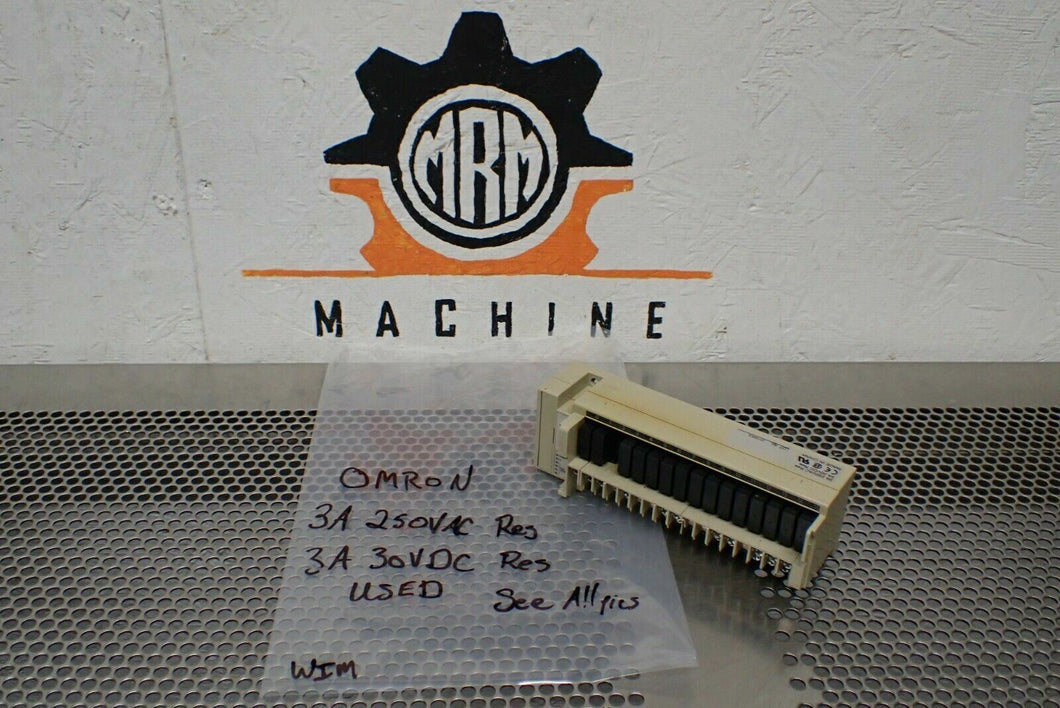 MRM
MACHINE
OMRON
3A 250VAC Res
3A 30VDC Res
USED See All pics
WIM